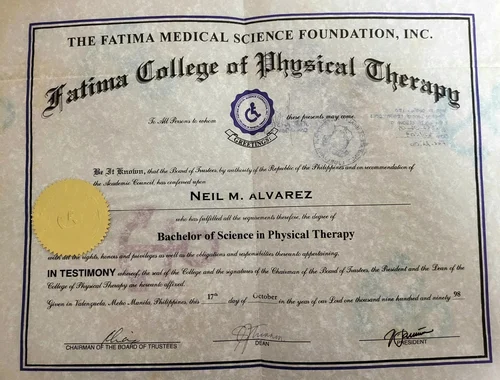 THE FATIMA MEDICAL SCIENCE FOUNDATION, INC.
Fatima College of Physical Therapy
To All Persons to whom these presents may come
GREETINGS:
Be It Known, that the Board of Trustees, by authority of the Republic of the Philippines and on recommendation of
the Academic Council, has conferred upon
NEIL M. ALVAREZ
who has fulfilled all the requirements therefore, the degree of
Bachelor of Science in Physical Therapy
with all the rights, honors and privileges as well as the obligations and responsibilities thereunto appertaining.
IN TESTIMONY whereof, the seal of the College and the signatures of the Chairman of the Board of Trustees, the President and the Dean of the
College of Physical Therapy are hereunto affixed.
Given in Valenzuela, Metro Manila, Philippines, this 17th day of October in the year of our Lord one thousand nine hundred and ninety 98
CHAIRMAN OF THE BOARD OF TRUSTEES
DEAN
PRESIDENT